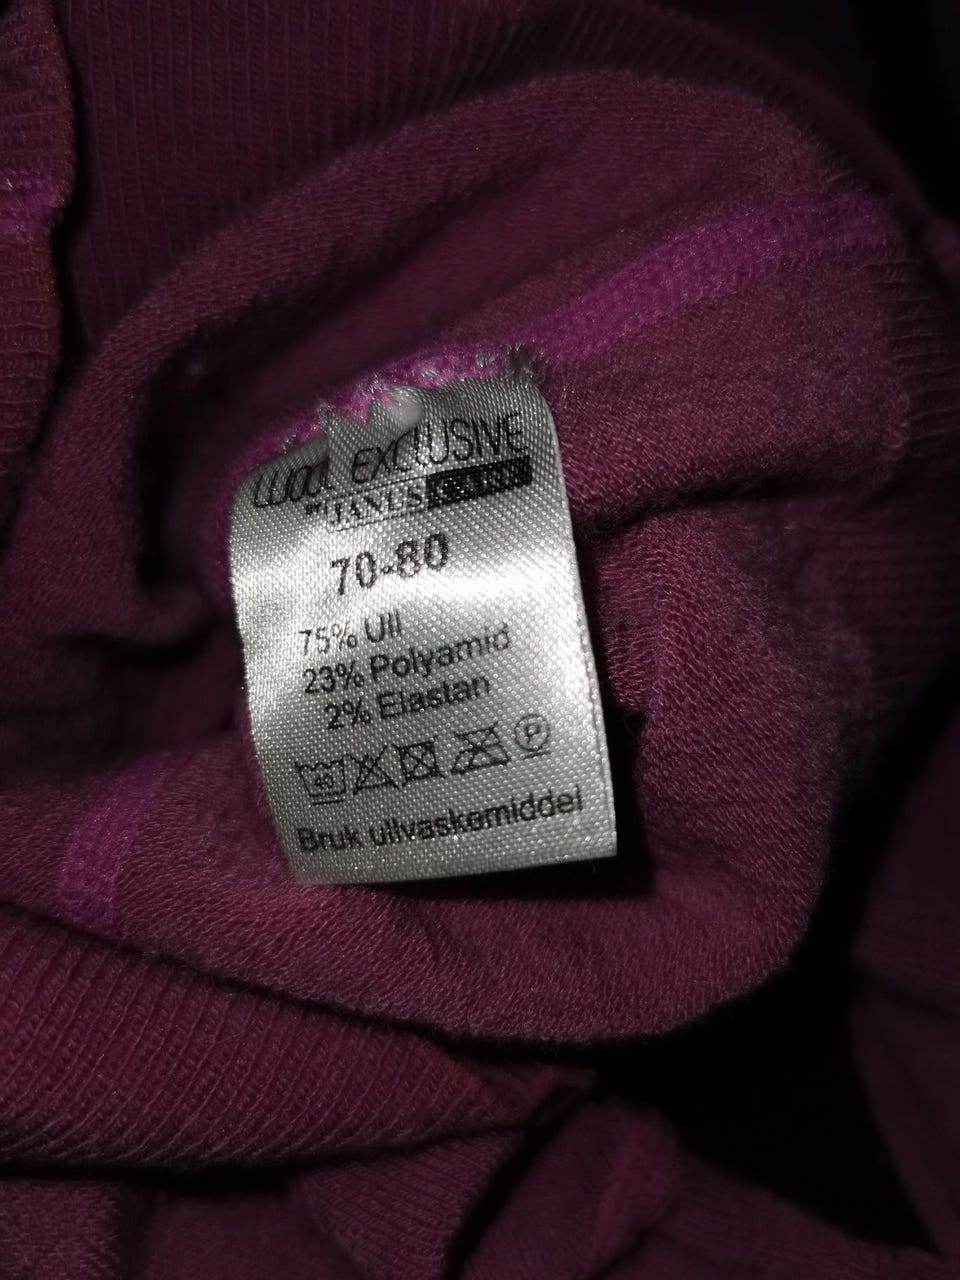 wool EXCLUSIVE
BY JANUS
70-80
75% Ull
23% Polyamid
2% Elastan
40 P
Bruk ullvaskemiddel